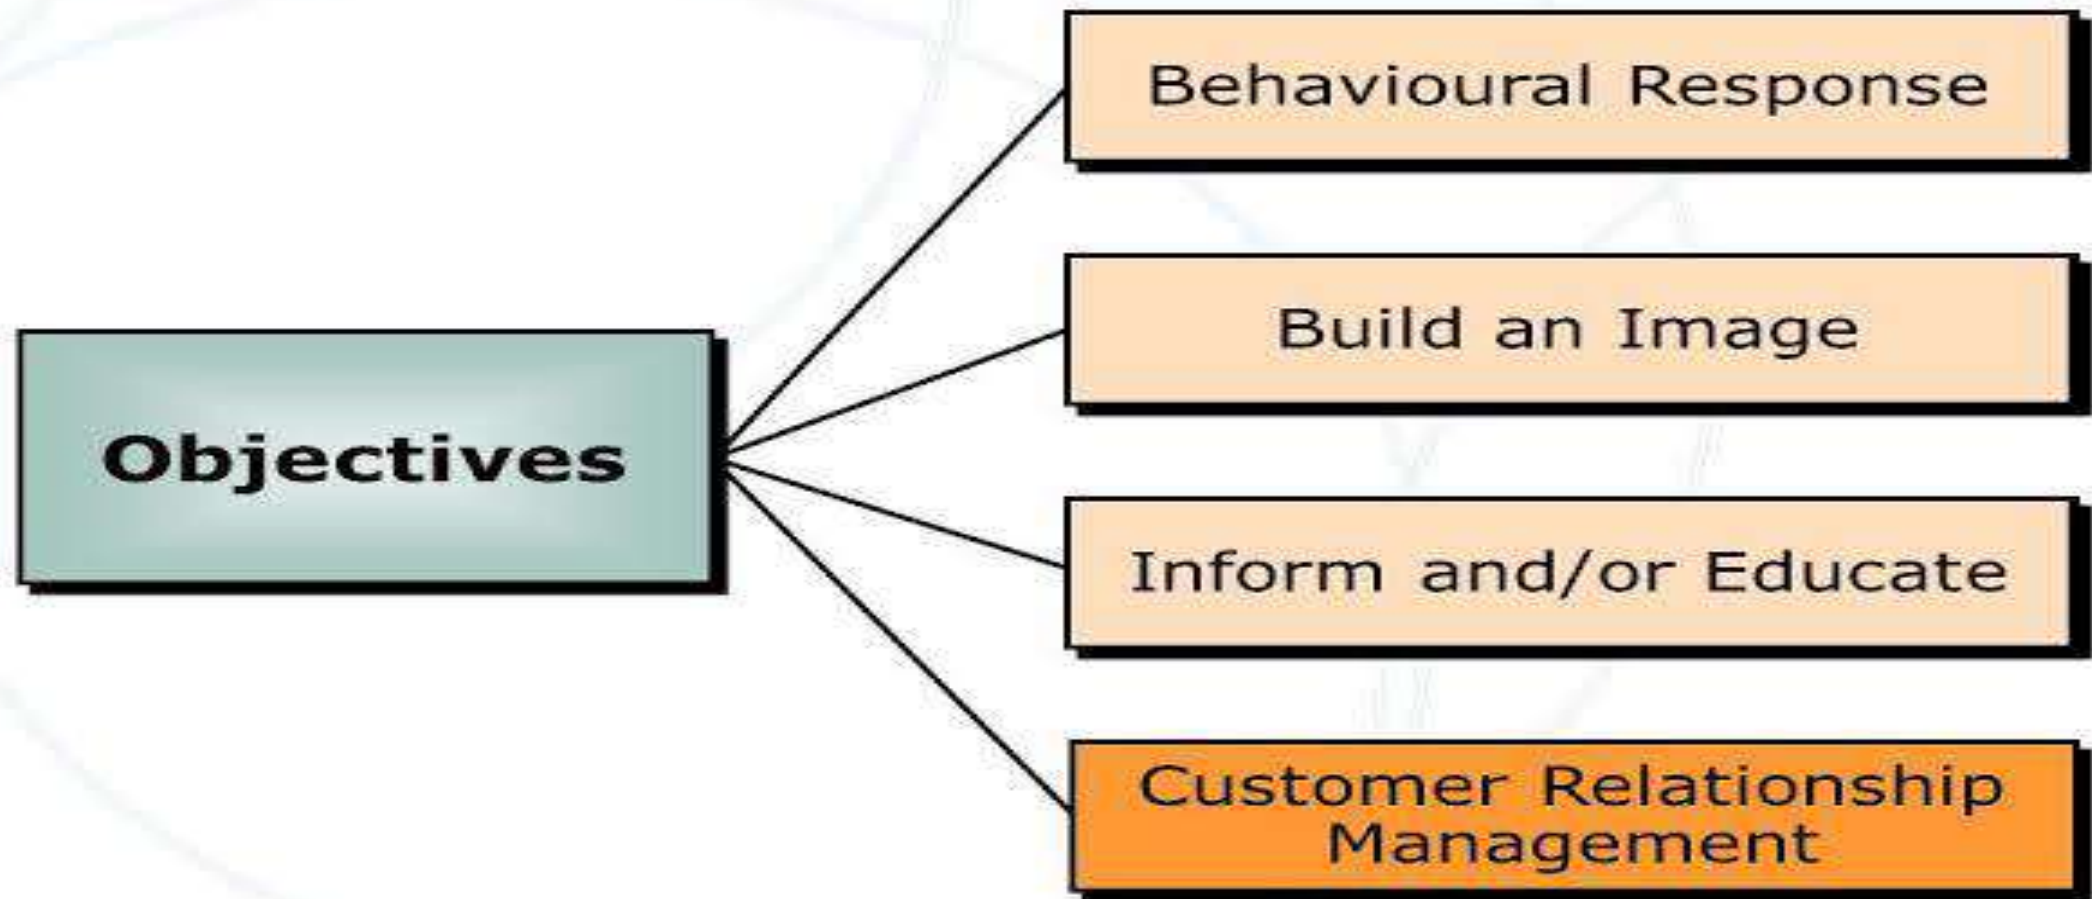 Behavioural Response
Build an Image
Objectives
Inform and/or Educate
Customer Relationship
Management